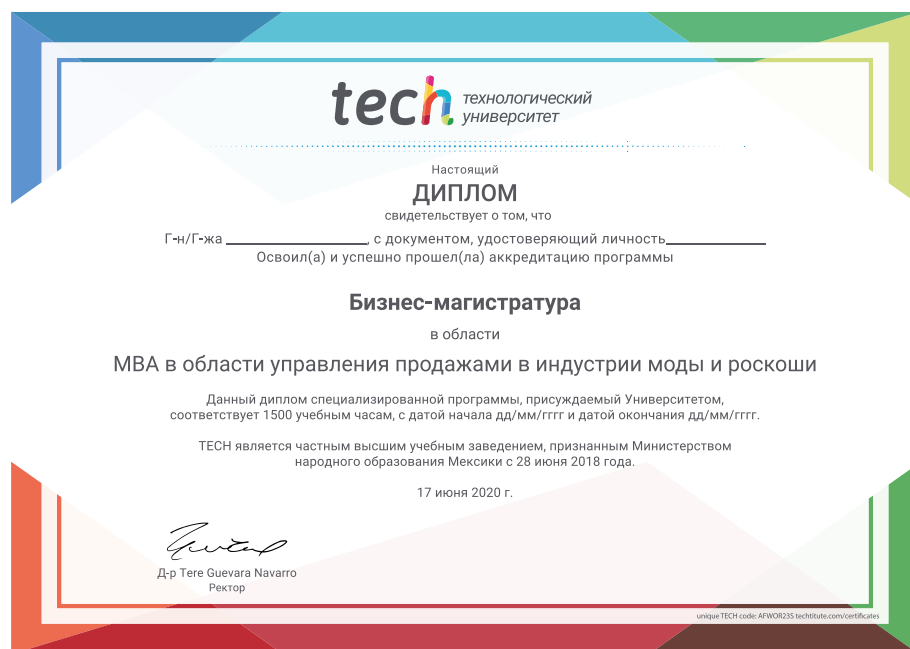 tech технологический университет
Настоящий
ДИПЛОМ
свидетельствует о том, что
Г-н/Г-жа ____________________, с документом, удостоверяющий личность______________
Освоил(а) и успешно прошел(ла) аккредитацию программы
Бизнес-магистратура
в области
MBA в области управления продажами в индустрии моды и роскоши
Данный диплом специализированной программы, присуждаемый Университетом,
соответствует 1500 учебным часам, с датой начала дд/мм/гггг и датой окончания дд/мм/гггг.
TECH является частным высшим учебным заведением, признанным Министерством
народного образования Мексики с 28 июня 2018 года.
17 июня 2020 г.
Д-р Tere Guevara Navarro
Ректор
unique TECH code: AFWOR23S techtitute.com/certificates